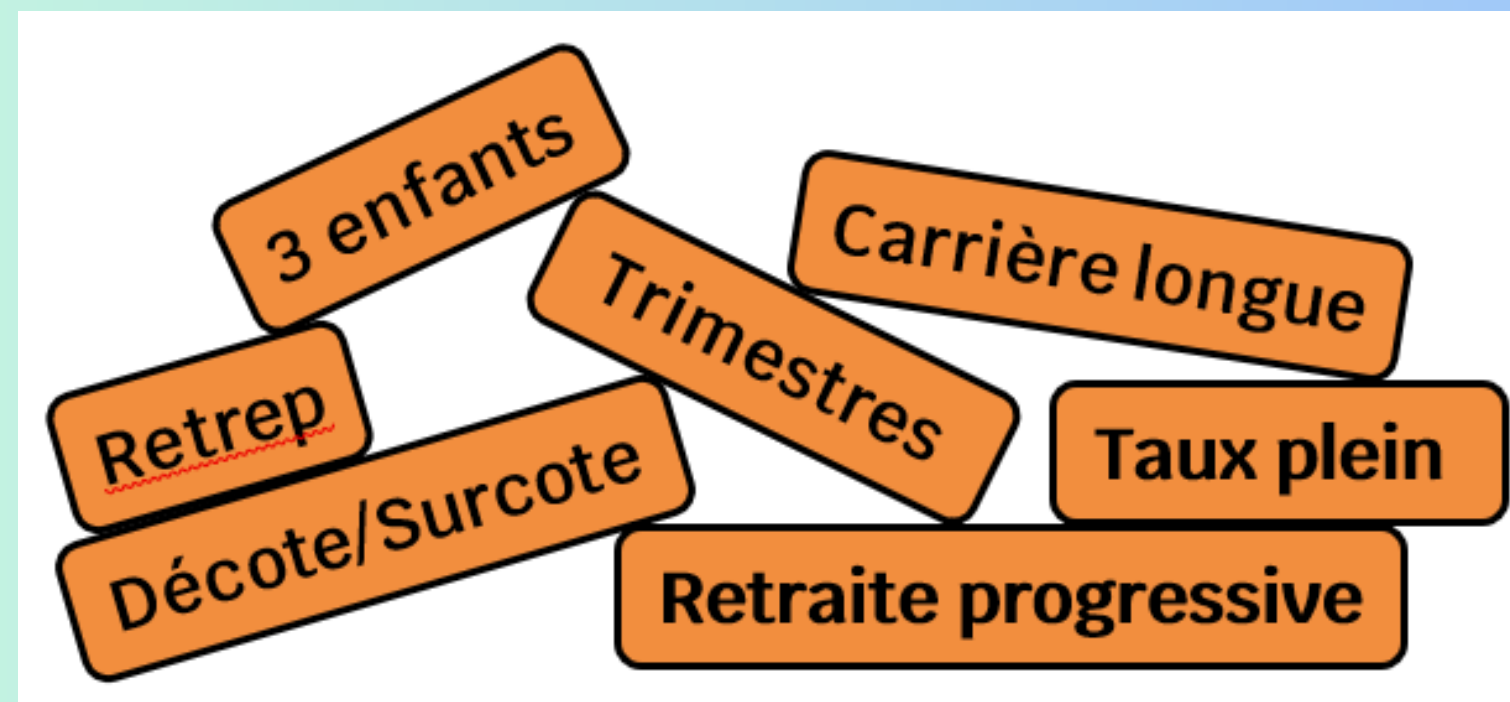 3 enfants
Carrière longue
Trimestres
Retrep
Taux plein
Décote/Surcote
Retraite progressive